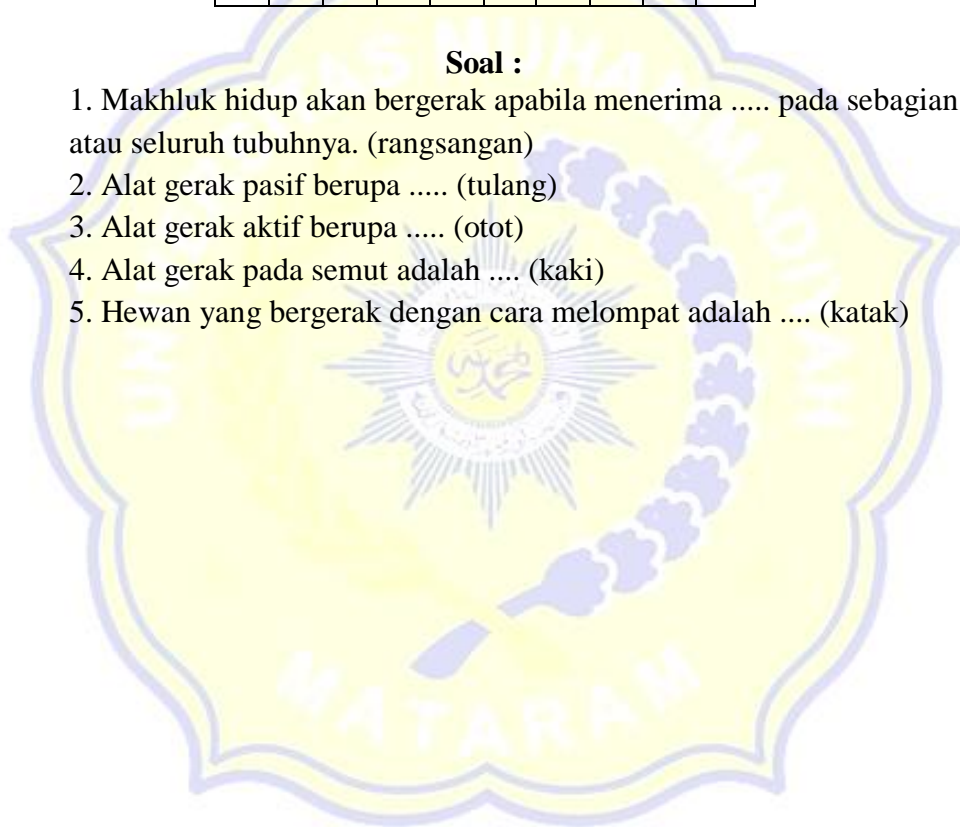 Soal :
1. Makhluk hidup akan bergerak apabila menerima ..... pada sebagian
atau seluruh tubuhnya. (rangsangan)
2. Alat gerak pasif berupa ..... (tulang)
3. Alat gerak aktif berupa ..... (otot)
4. Alat gerak pada semut adalah .... (kaki)
5. Hewan yang bergerak dengan cara melompat adalah .... (katak)
MUHAMMADIYAH
MATARAM